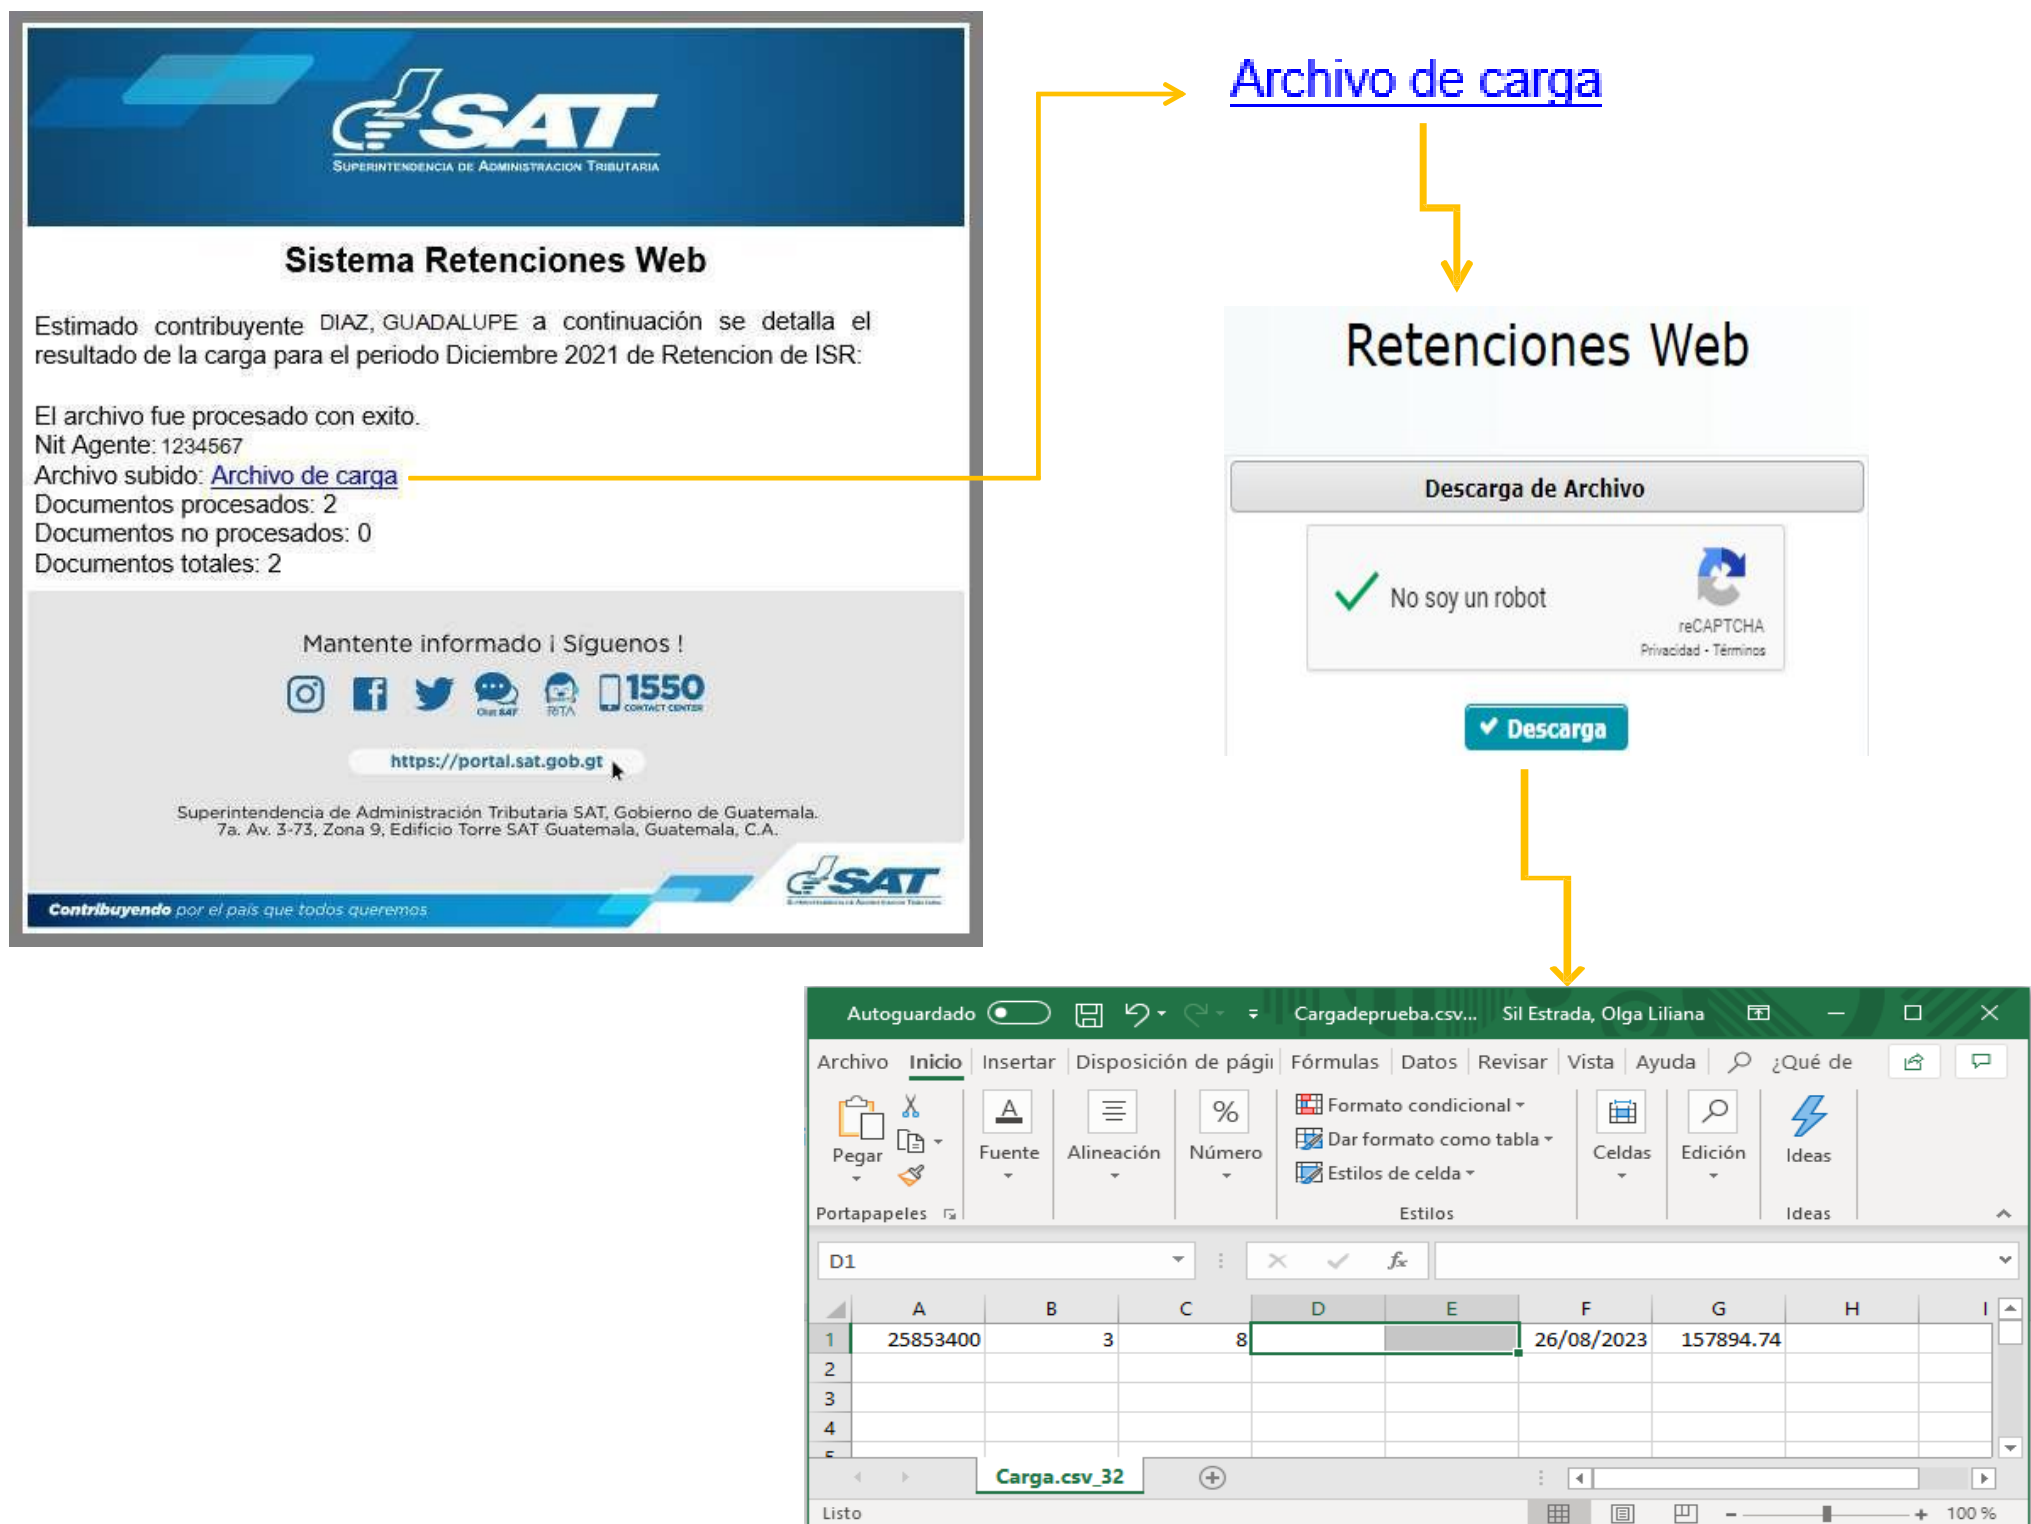 SAT
SUPERINTENDENCIA DE ADMINISTRACION TRIBUTARIA
Sistema Retenciones Web
Estimado contribuyente DIAZ, GUADALUPE a continuación se detalla el
resultado de la carga para el periodo Diciembre 2021 de Retencion de ISR:
El archivo fue procesado con exito.
Nit Agente: 1234567
Archivo subido: Archivo de carga
Documentos procesados: 2
Documentos no procesados: 0
Documentos totales: 2
Mantente informado ¡ Síguenos !
Chat SAT
RITA
1550
CONTACT CENTER
https://portal.sat.gob.gt
Superintendencia de Administración Tributaria SAT, Gobierno de Guatemala.
7a. Av. 3-73, Zona 9, Edificio Torre SAT Guatemala, Guatemala, C.A.
SAT
Contribuyendo por el país que todos queremos
Archivo de carga
Retenciones Web
Descarga de Archivo
No soy un robot
reCAPTCHA
Privacidad - Términos
Descarga
Autoguardado Cargadeprueba.csv... Sil Estrada, Olga Liliana
Archivo Inicio Insertar Disposición de págii Fórmulas Datos Revisar Vista Ayuda ¿Qué de
Pegar Fuente Alineación Número Formato condicional Celdas Edición Ideas
Dar formato como tabla
Estilos de celda
Portapapeles Estilos Ideas
D1 fx
A B C D E F G H I
1 25853400 3 8 26/08/2023 157894.74
2
3
4
5
Carga.csv_32
Listo 100 %